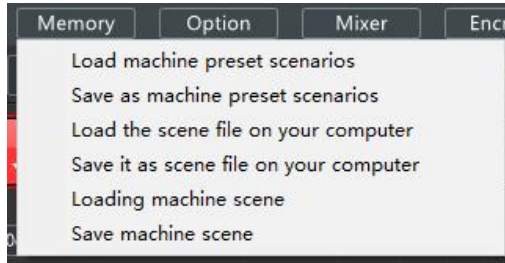 Memory Option Mixer
Load machine preset scenarios
Save as machine preset scenarios
Load the scene file on your computer
Save it as scene file on your computer
Loading machine scene
Save machine scene